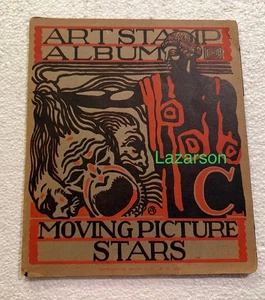 ART STAMP
ALBUM
Lazarson
C
MOVING PICTURE
STARS